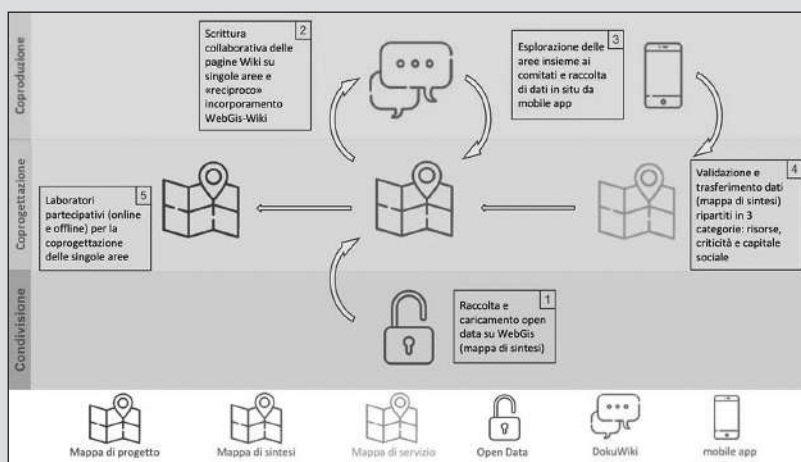 Coproduzione
2
Scrittura
collaborativa delle
pagine Wiki su
singole aree e
«reciproco»
incorporamento
WebGis-Wiki
3
Esplorazione delle
aree insieme ai
comitati e raccolta
di dati in situ da
mobile app
Coprogettazione
5
Laboratori
partecipativi (online
e offline) per la
coprogettazione
delle singole aree
4
Validazione e
trasferimento dati
(mappa di sintesi)
ripartiti in 3
categorie: risorse,
criticità e capitale
sociale
Condivisione
1
Raccolta e
caricamento open
data su WebGis
(mappa di sintesi)
Mappa di progetto
Mappa di sintesi
Mappa di servizio
Open Data
DokuWiki
mobile app